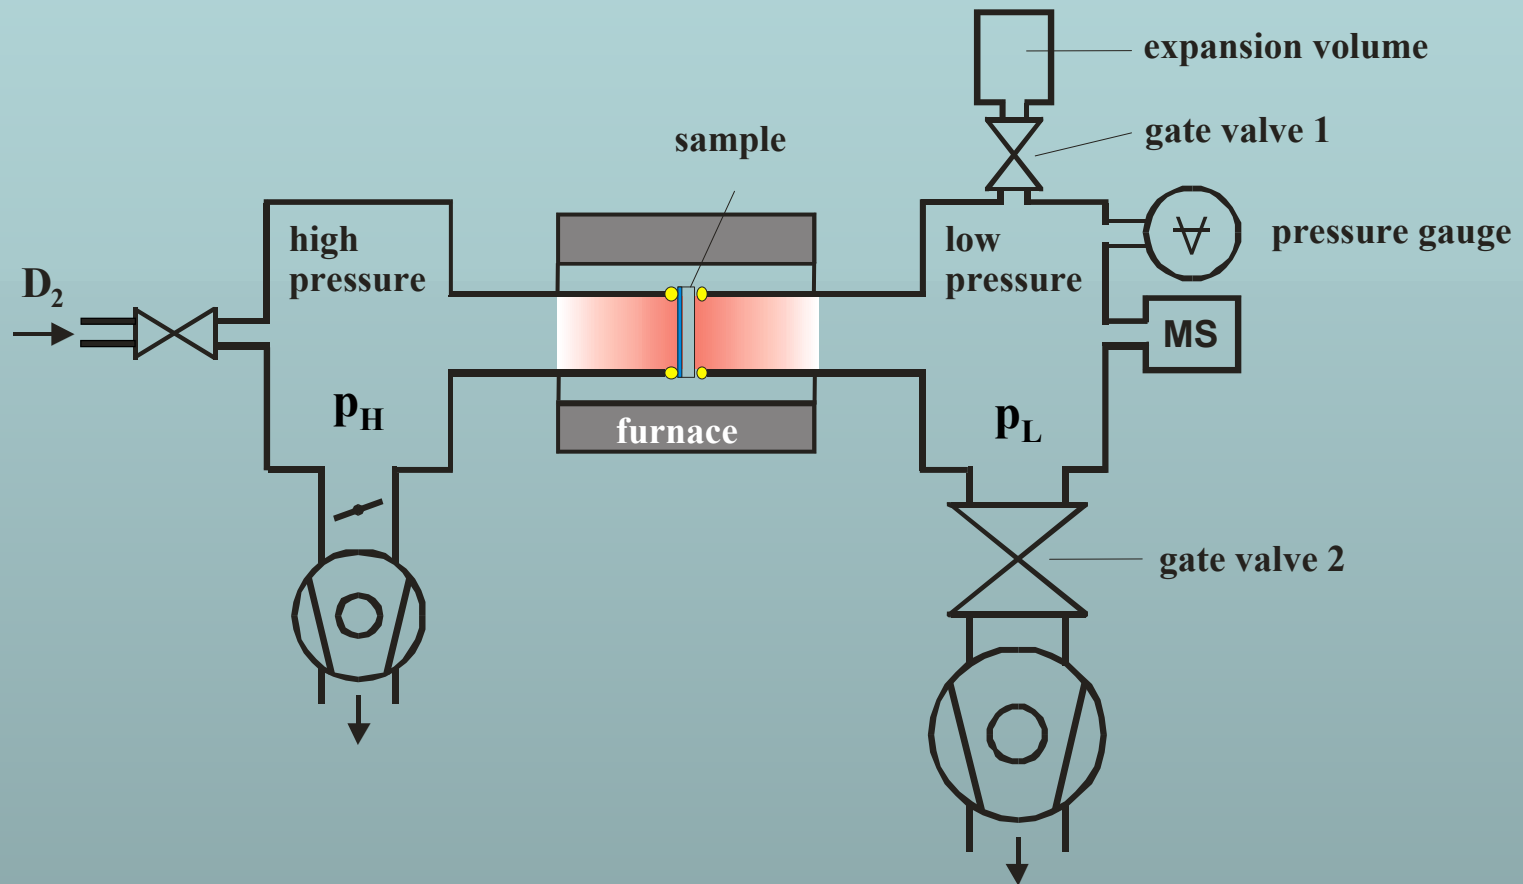 expansion volume
gate valve 1
sample
high
pressure
low
pressure
pressure gauge
D2
MS
pH
pL
furnace
gate valve 2